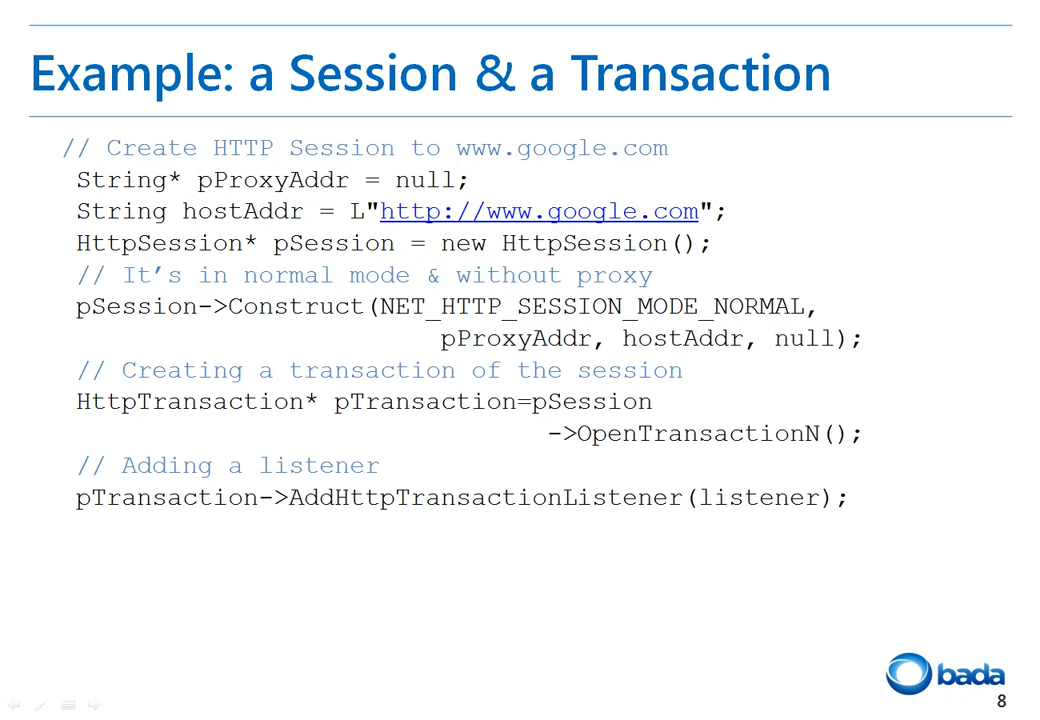 Example: a Session & a Transaction
// Create HTTP Session to www.google.com
String* pProxyAddr = null;
String hostAddr = L"http://www.google.com";
HttpSession* pSession = new HttpSession();
// It’s in normal mode & without proxy
pSession->Construct(NET_HTTP_SESSION_MODE_NORMAL,
pProxyAddr, hostAddr, null);
// Creating a transaction of the session
HttpTransaction* pTransaction=pSession
->OpenTransactionN();
// Adding a listener
pTransaction->AddHttpTransactionListener(listener);
bada
8